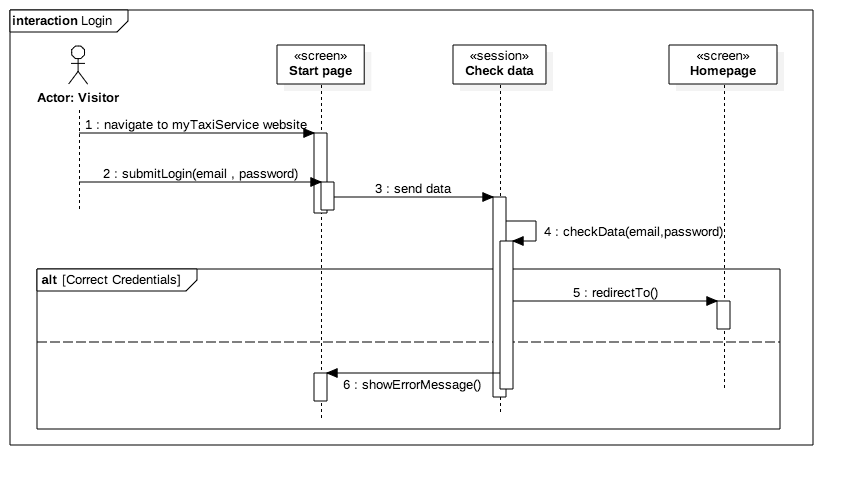 interaction Login
«screen»
Start page
«session»
Check data
«screen»
Homepage
Actor: Visitor
1 : navigate to myTaxiService website
2 : submitLogin(email , password)
3 : send data
4 : checkData(email,password)
alt [Correct Credentials]
5 : redirectTo()
6 : showErrorMessage()